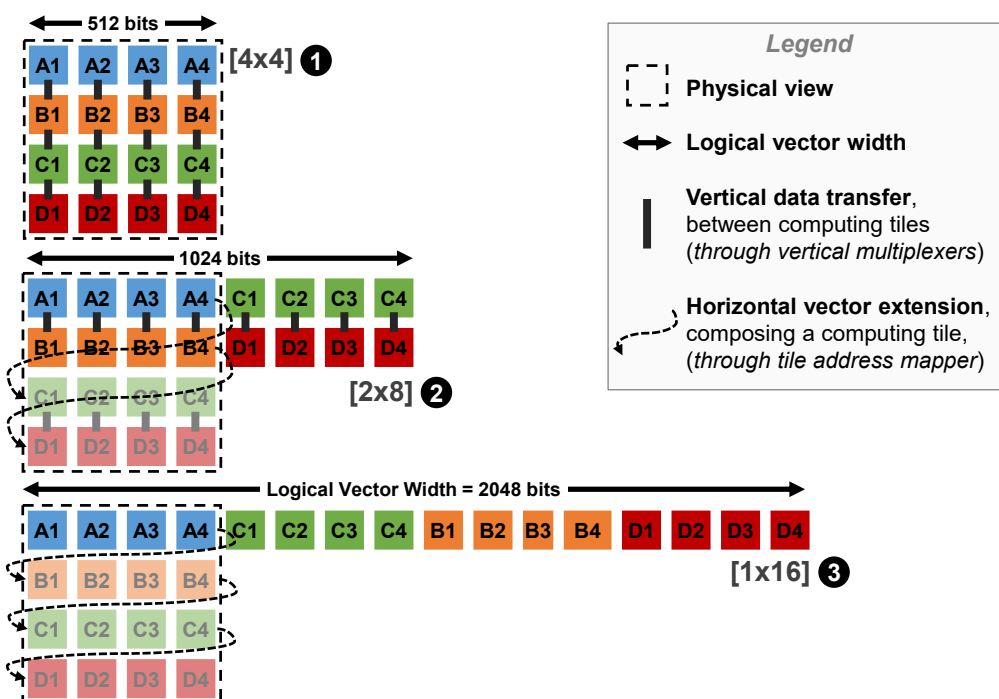 512 bits
A1 A2 A3 A4 [4x4] 1
B1 B2 B3 B4
C1 C2 C3 C4
D1 D2 D3 D4
1024 bits
A1 A2 A3 A4 C1 C2 C3 C4
B1 B2 B3 B4 D1 D2 D3 D4
C1 C2 C3 C4
[2x8] 2
D1 D2 D3 D4
Logical Vector Width = 2048 bits
A1 A2 A3 A4 C1 C2 C3 C4 B1 B2 B3 B4 D1 D2 D3 D4
[1x16] 3
B1 B2 B3 B4
C1 C2 C3 C4
D1 D2 D3 D4
Legend
Physical view
Logical vector width
Vertical data transfer,
between computing tiles
(through vertical multiplexers)
Horizontal vector extension,
composing a computing tile,
(through tile address mapper)